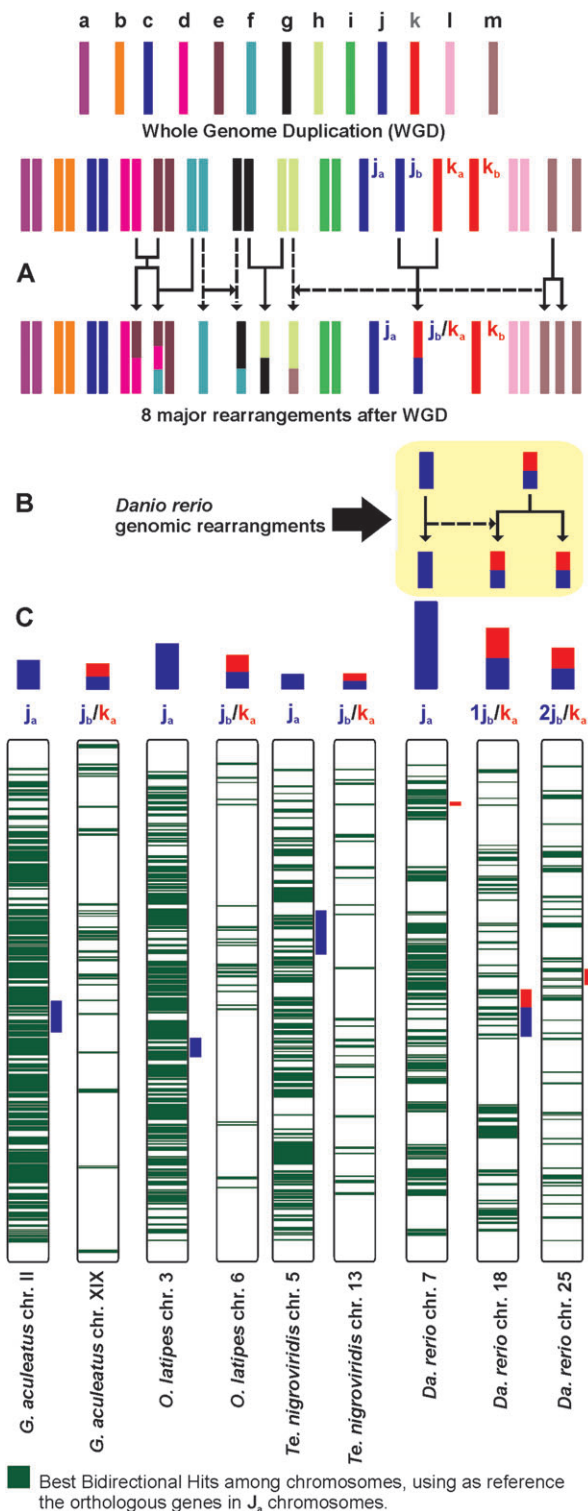 a b c d e f g h i j k l m
Whole Genome Duplication (WGD)
ja jb ka kb
A
ja jb/ka kb
8 major rearrangements after WGD
B
Danio rerio
genomic rearrangment
C
ja jb/ka ja jb/ka ja jb/ka ja 1jb/ka 2jb/ka
G. aculeatus chr. II
G. aculeatus chr. XIX
O. latipes chr. 3
O. latipes chr. 6
Te. nigroviridis chr. 5
Te. nigroviridis chr. 13
Da. rerio chr. 7
Da. rerio chr. 18
Da. rerio chr. 25
Best Bidirectional Hits among chromosomes, using as reference
the orthologous genes in Ja chromosomes.